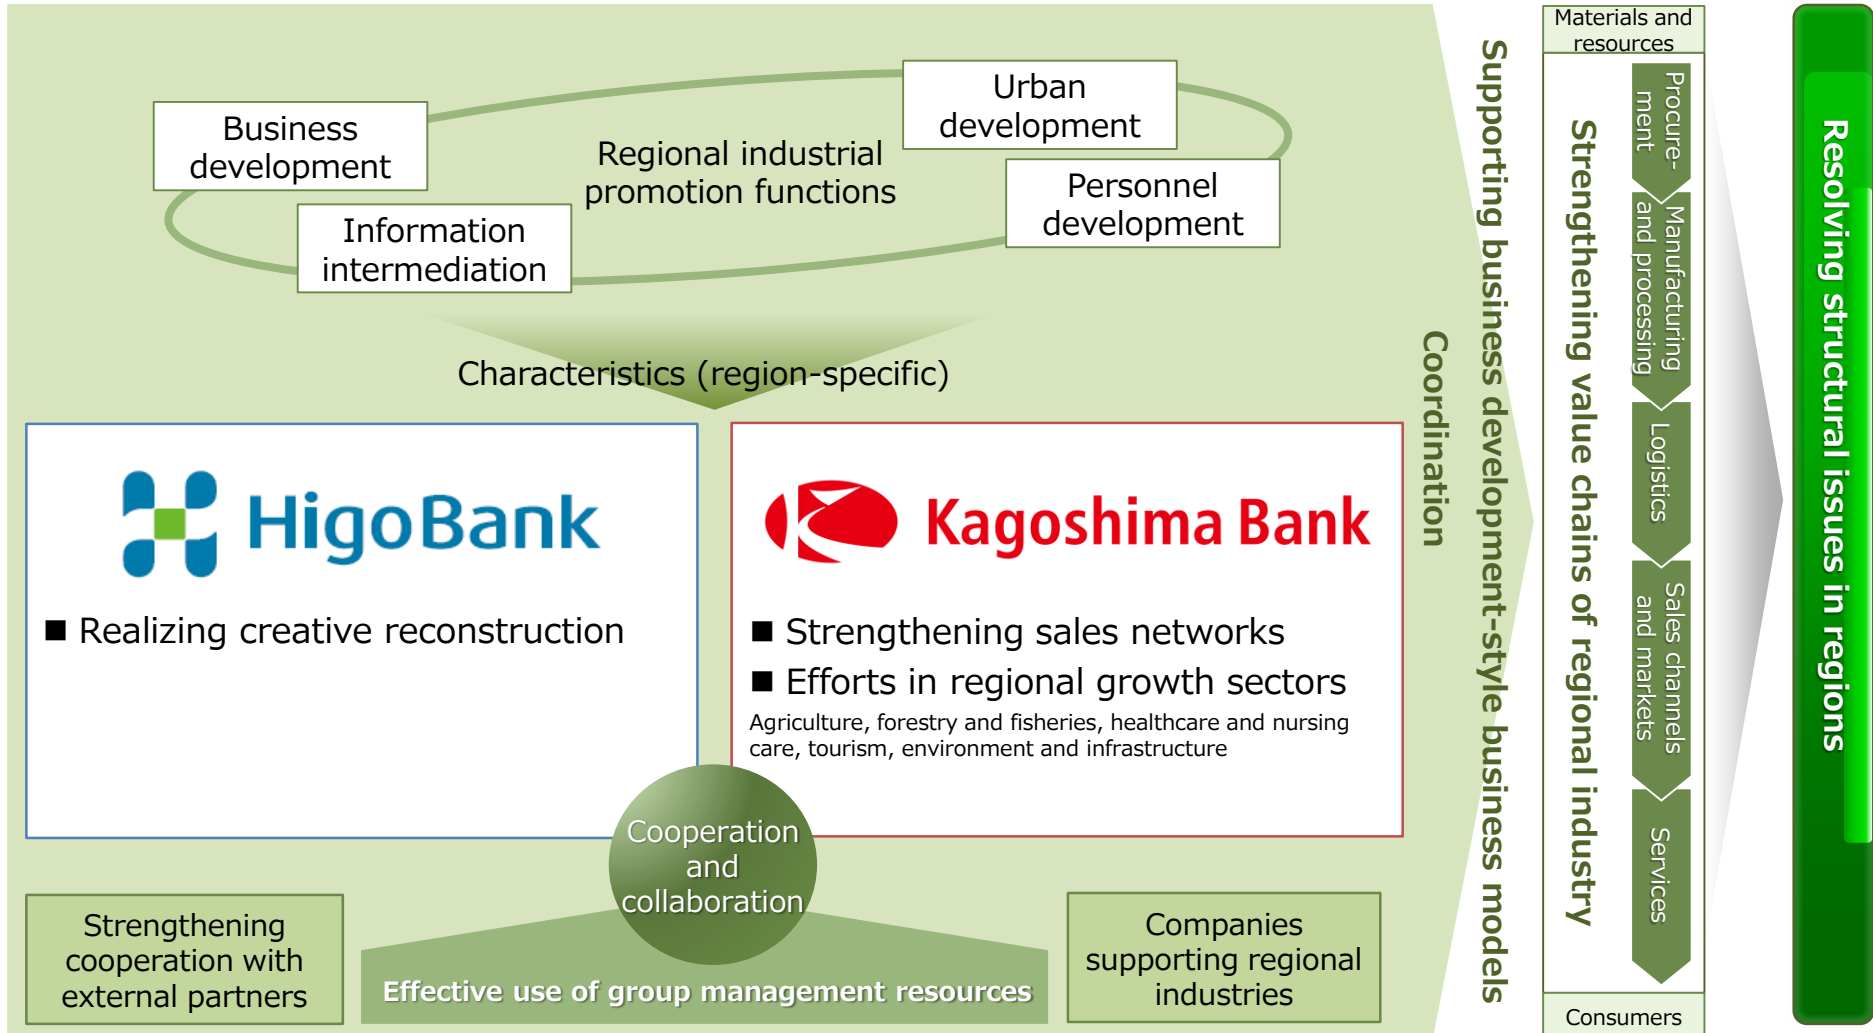 Business
development
Urban
development
Regional industrial
promotion functions
Information
intermediation
Personnel
development
Characteristics (region-specific)
HigoBank
■ Realizing creative reconstruction
Kagoshima Bank
■ Strengthening sales networks
■ Efforts in regional growth sectors
Agriculture, forestry and fisheries, healthcare and nursing
care, tourism, environment and infrastructure
Cooperation
and
collaboration
Strengthening
cooperation with
external partners
Effective use of group management resources
Companies
supporting regional
industries
Coordination
Supporting business development-style business models
Materials and
resources
Strengthening value chains of regional industry
Procure-
ment
Manufacturing
and processing
Logistics
Sales channels
and markets
Services
Consumers
Resolving structural issues in regions